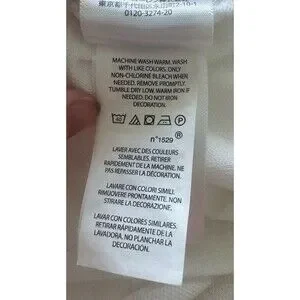 0120-3274-20
MACHINE WASH WARM, WASH
WITH LIKE COLORS. ONLY
NON-CHLORINE BLEACH WHEN
NEEDED. REMOVE PROMPTLY.
TUMBLE DRY LOW. WARM IRON IF
NEEDED. DO NOT IRON
DECORATION.
n°1529 ®
LAVER AVEC DES COULEURS
SEMBLABLES. RETIRER
RAPIDEMENT DE LA MACHINE. NE
PAS REPASSER LA DÉCORATION.
LAVARE CON COLORI SIMILI.
RIMUOVERE PRONTAMENTE. NON
STIRARE LA DECORAZIONE.
LAVAR CON COLORES SIMILARES.
RETIRAR RÁPIDAMENTE DE LA
LAVADORA. NO PLANCHAR LA
DECORACIÓN.